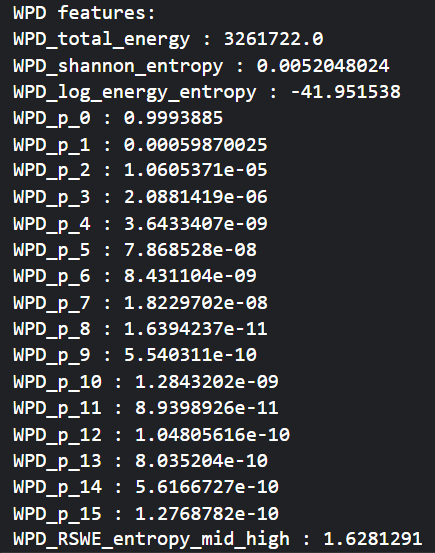 WPD features:
WPD_total_energy : 3261722.0
WPD_shannon_entropy : 0.0052048024
WPD_log_energy_entropy : -41.951538
WPD_p_0 : 0.9993885
WPD_p_1 : 0.00059870025
WPD_p_2 : 1.0605371e-05
WPD_p_3 : 2.0881419e-06
WPD_p_4 : 3.6433407e-09
WPD_p_5 : 7.868528e-08
WPD_p_6 : 8.431104e-09
WPD_p_7 : 1.8229702e-08
WPD_p_8 : 1.6394237e-11
WPD_p_9 : 5.540311e-10
WPD_p_10 : 1.2843202e-09
WPD_p_11 : 8.9398926e-11
WPD_p_12 : 1.04805616e-10
WPD_p_13 : 8.035204e-10
WPD_p_14 : 5.6166727e-10
WPD_p_15 : 1.2768782e-10
WPD_RSWE_entropy_mid_high : 1.6281291